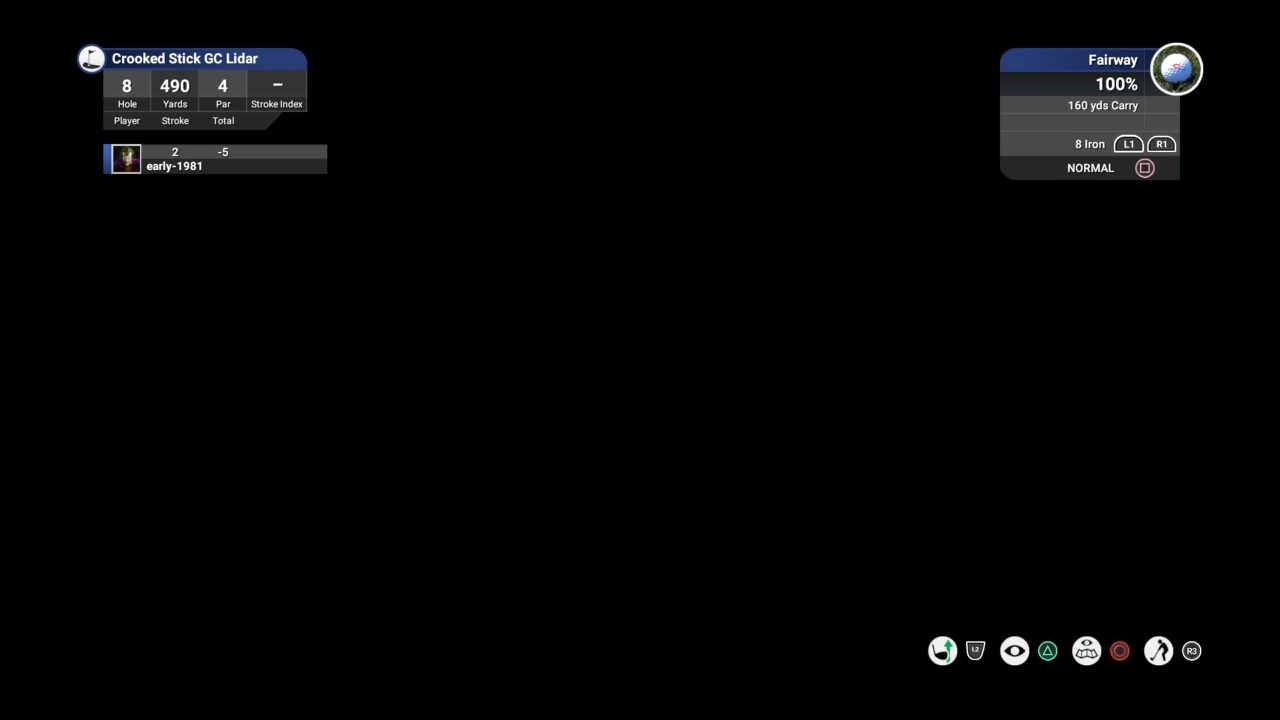 Crooked Stick GC Lidar
8 490 4 –
Hole Yards Par Stroke Index
Player Stroke Total
2 -5
early-1981
Fairway
100%
160 yds Carry
8 Iron L1 R1
NORMAL
L2 R3